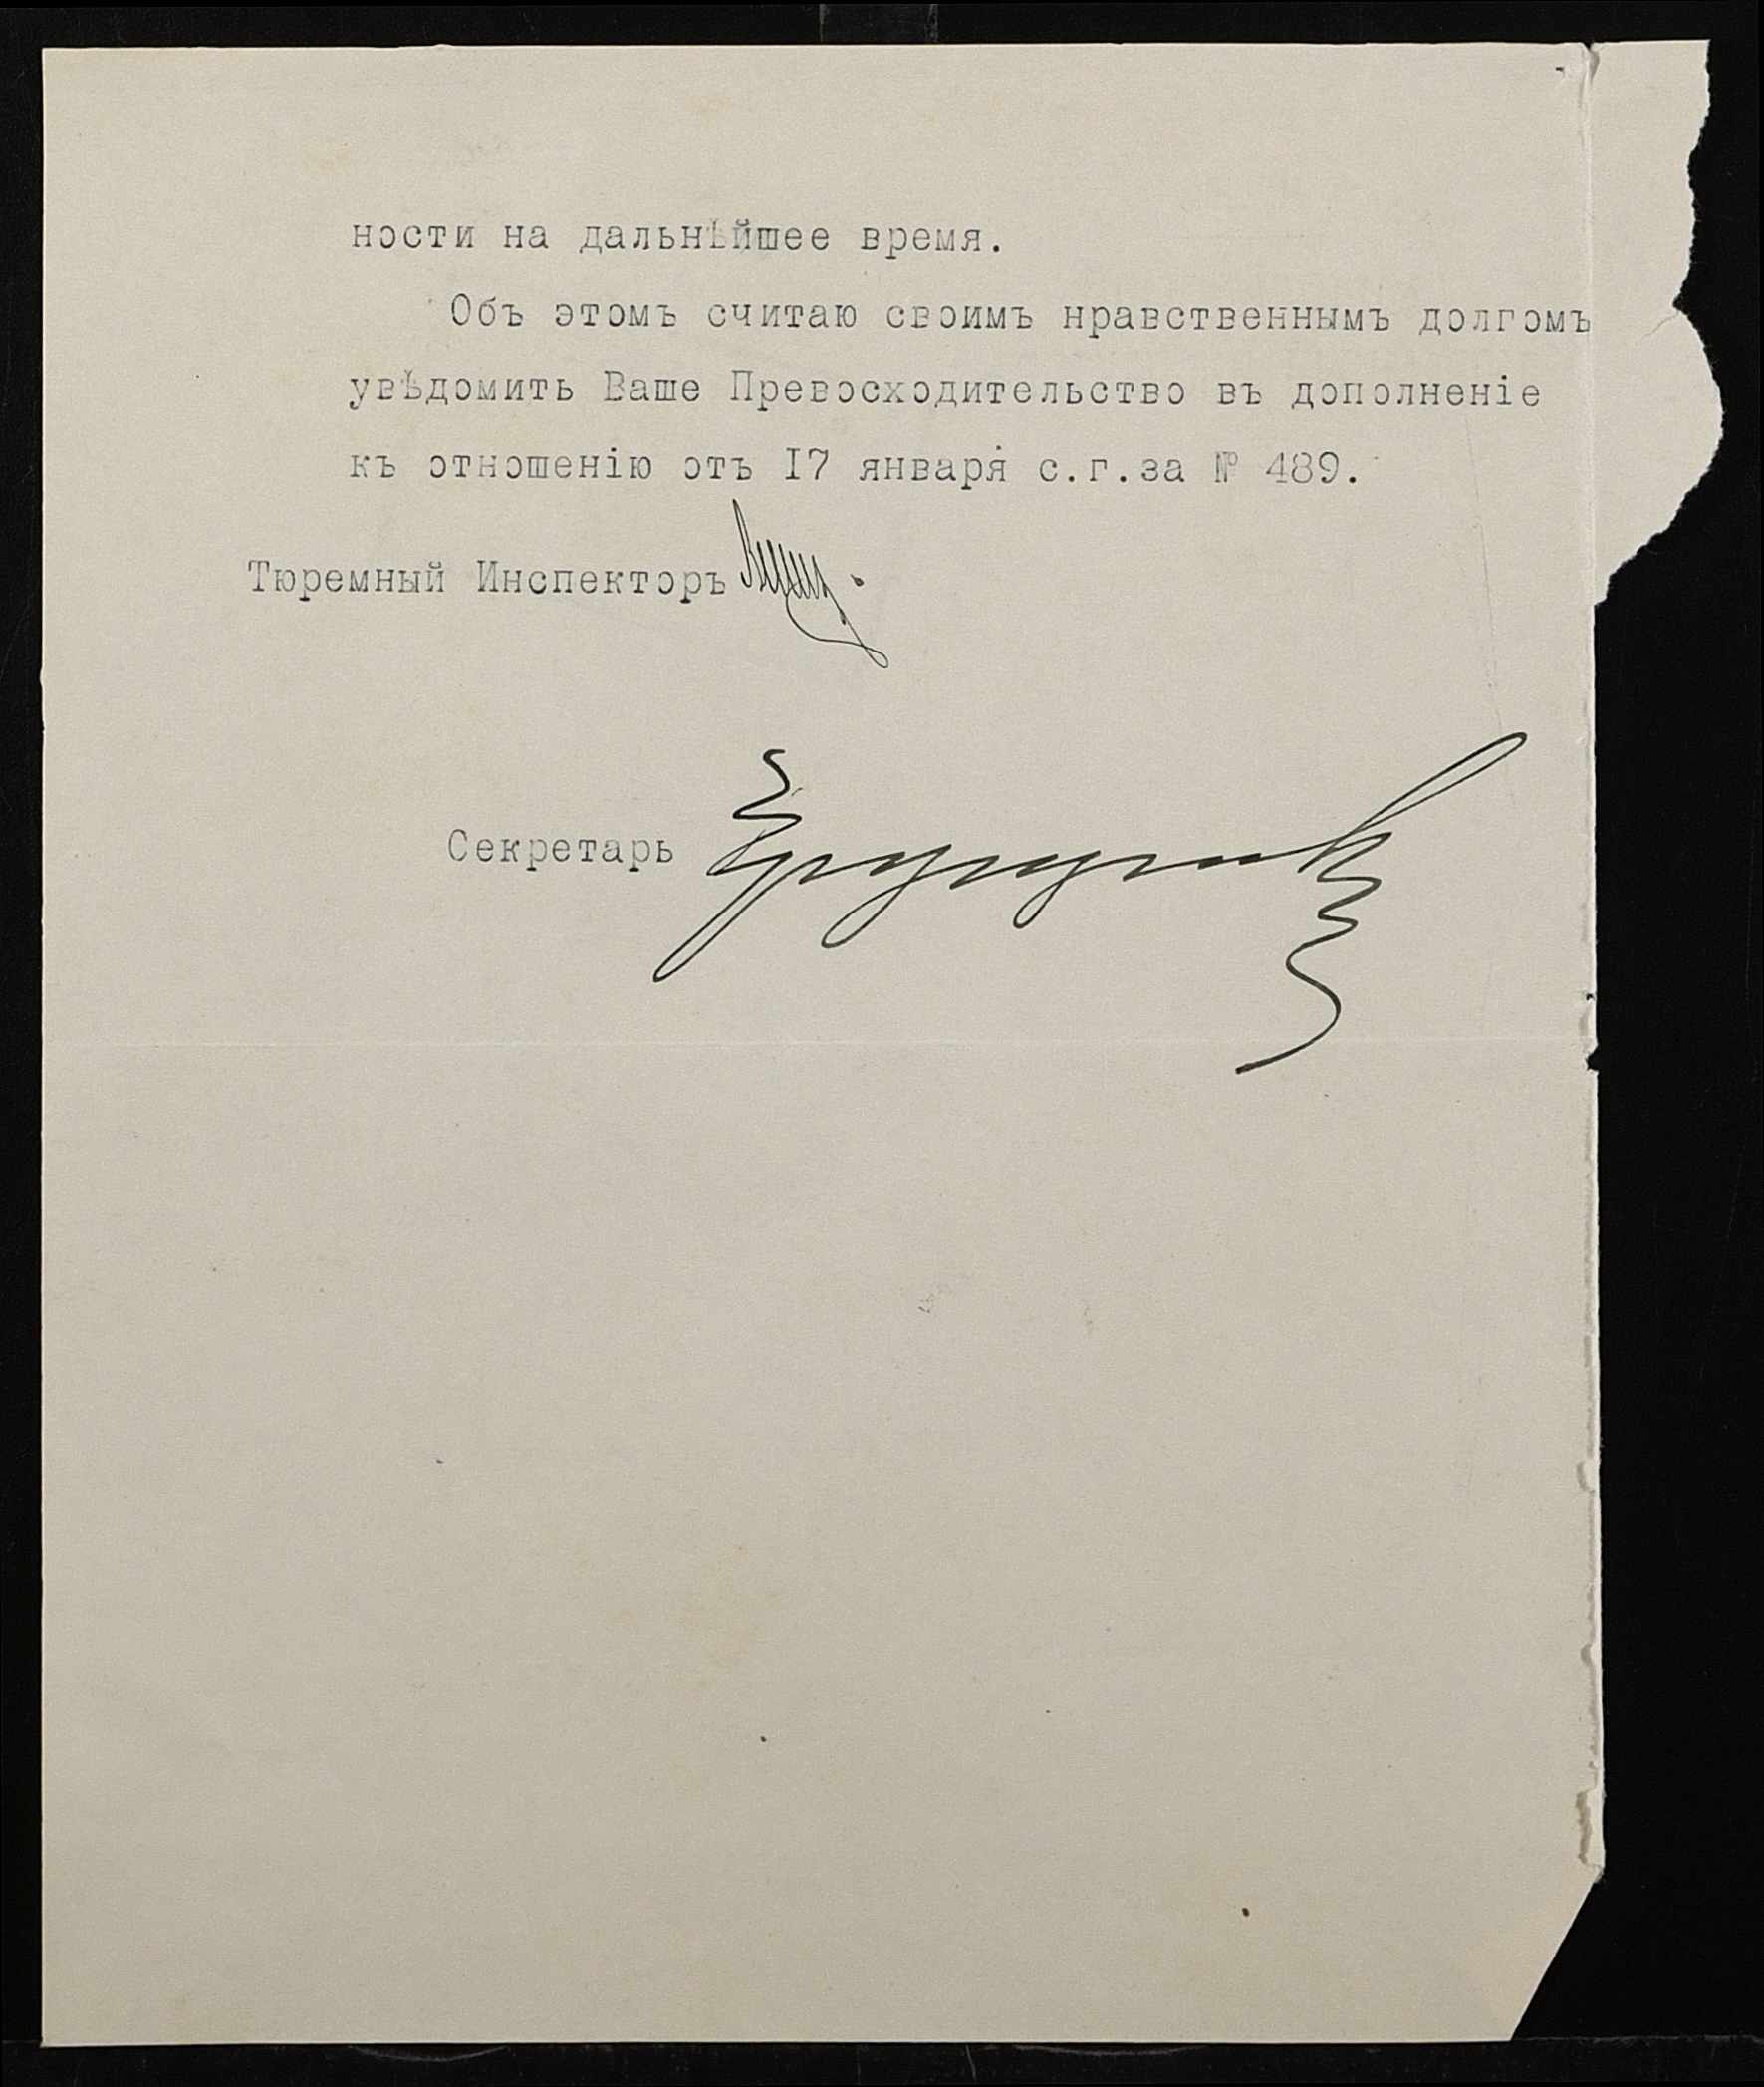 ности на дальнѣйшее время.
Объ этомъ считаю своимъ нравственнымъ долгомъ
увѣдомить Ваше Превосходительство въ дополненіе
къ отношенію отъ I7 января с.г.за № 489.
Тюремный Инспекторъ
Секретарь